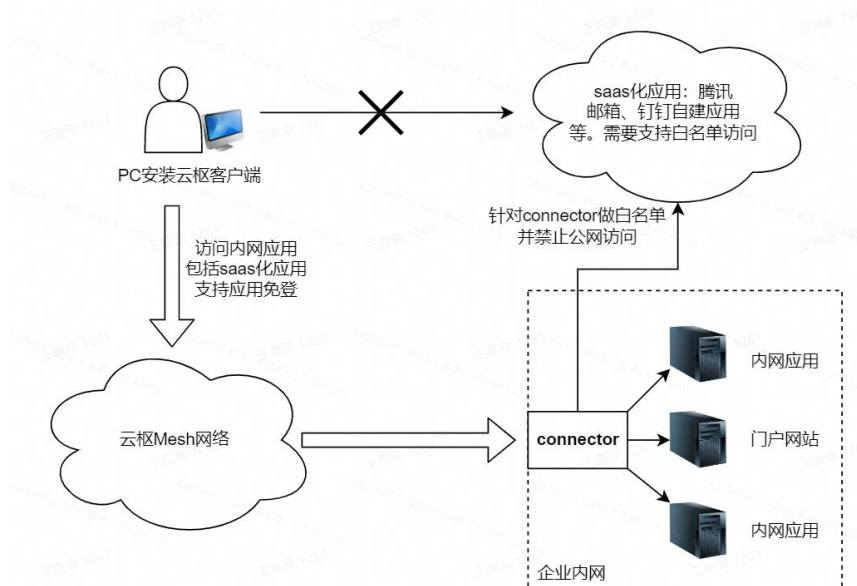 saas化应用：腾讯
邮箱、钉钉自建应用
等。需要支持白名单访问
PC安装云枢客户端
针对connector做白名单
并禁止公网访问
访问内网应用
包括saas化应用
支持应用免登
内网应用
云枢Mesh网络
connector
门户网站
内网应用
企业内网